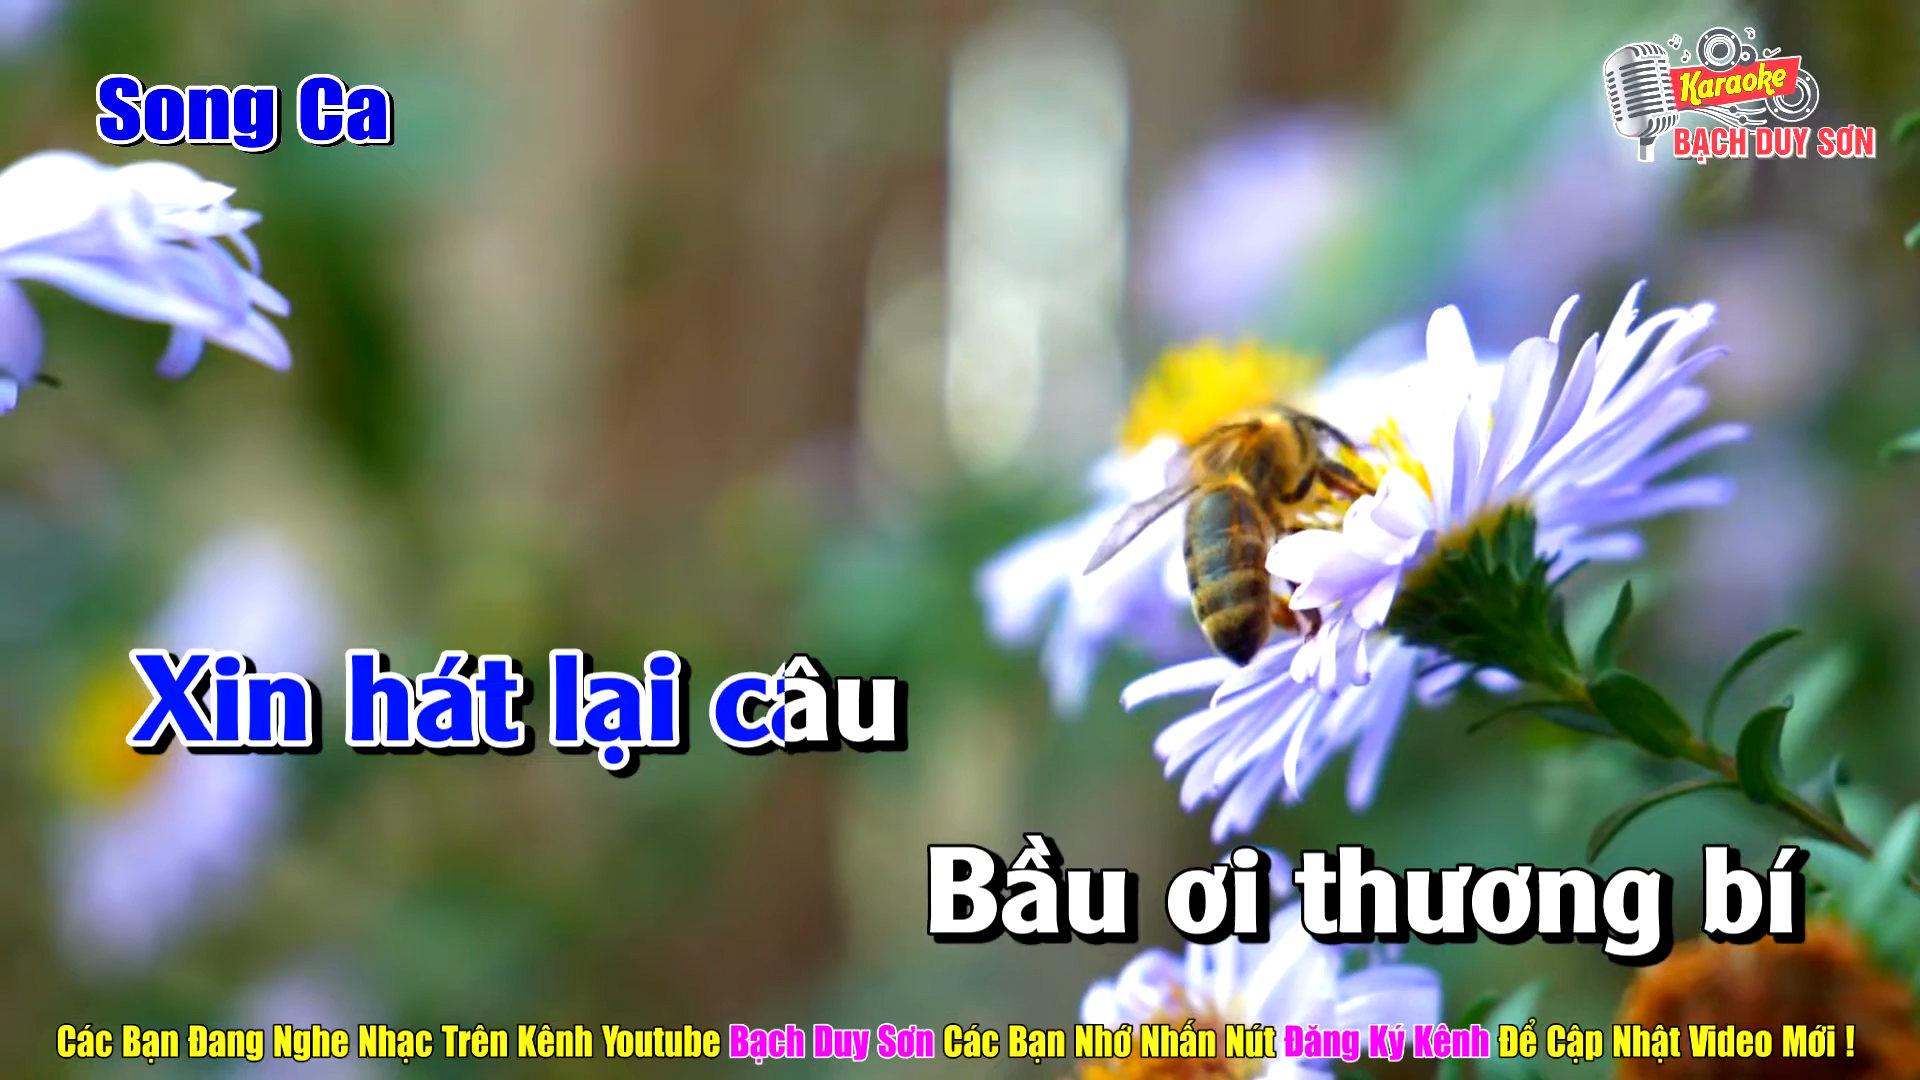 Song Ca
Karaoke
BẠCH DUY SƠN
Xin hát lại câu
Bầu ơi thương bí
Các Bạn Đang Nghe Nhạc Trên Kênh Youtube Bạch Duy Sơn Các Bạn Nhớ Nhấn Nút Đăng Ký Kênh Để Cập Nhật Video Mới !